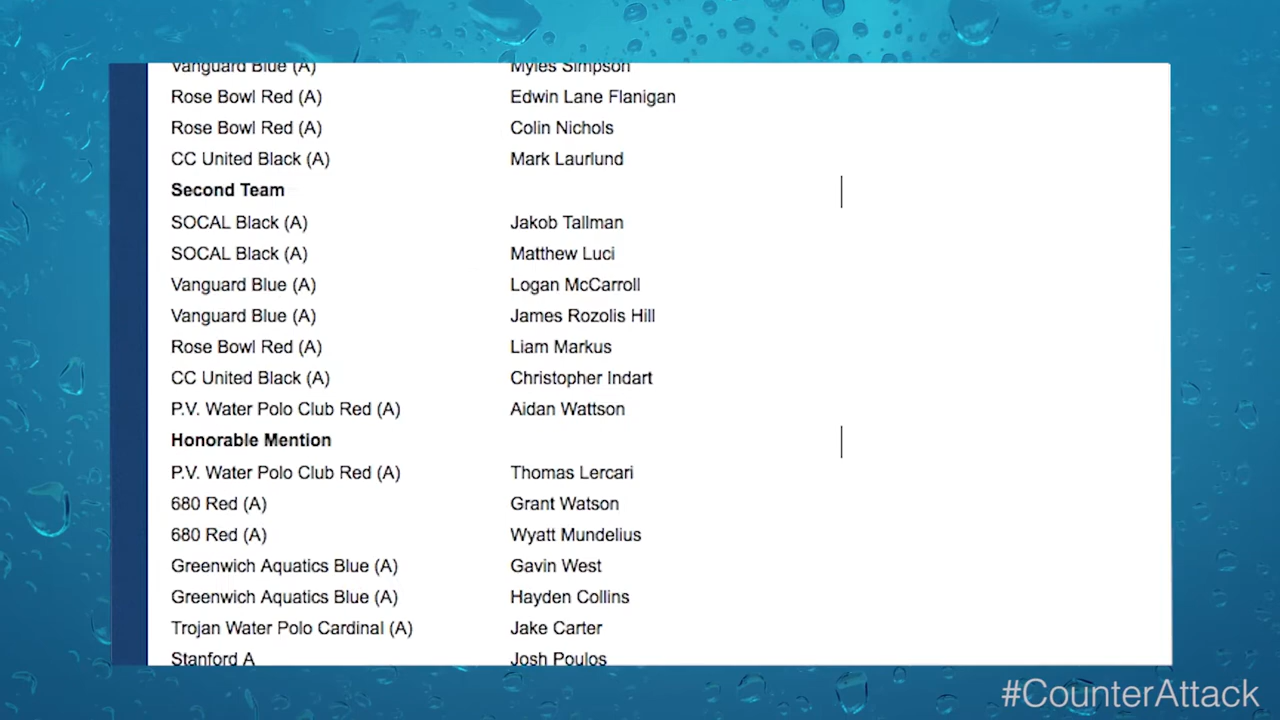 Vanguard Blue (A) Myles Simpson
Rose Bowl Red (A) Edwin Lane Flanigan
Rose Bowl Red (A) Colin Nichols
CC United Black (A) Mark Laurlund
Second Team
SOCAL Black (A) Jakob Tallman
SOCAL Black (A) Matthew Luci
Vanguard Blue (A) Logan McCarroll
Vanguard Blue (A) James Rozolis Hill
Rose Bowl Red (A) Liam Markus
CC United Black (A) Christopher Indart
P.V. Water Polo Club Red (A) Aidan Wattson
Honorable Mention
P.V. Water Polo Club Red (A) Thomas Lercari
680 Red (A) Grant Watson
680 Red (A) Wyatt Mundelius
Greenwich Aquatics Blue (A) Gavin West
Greenwich Aquatics Blue (A) Hayden Collins
Trojan Water Polo Cardinal (A) Jake Carter
Stanford A Josh Poulos
#CounterAttack